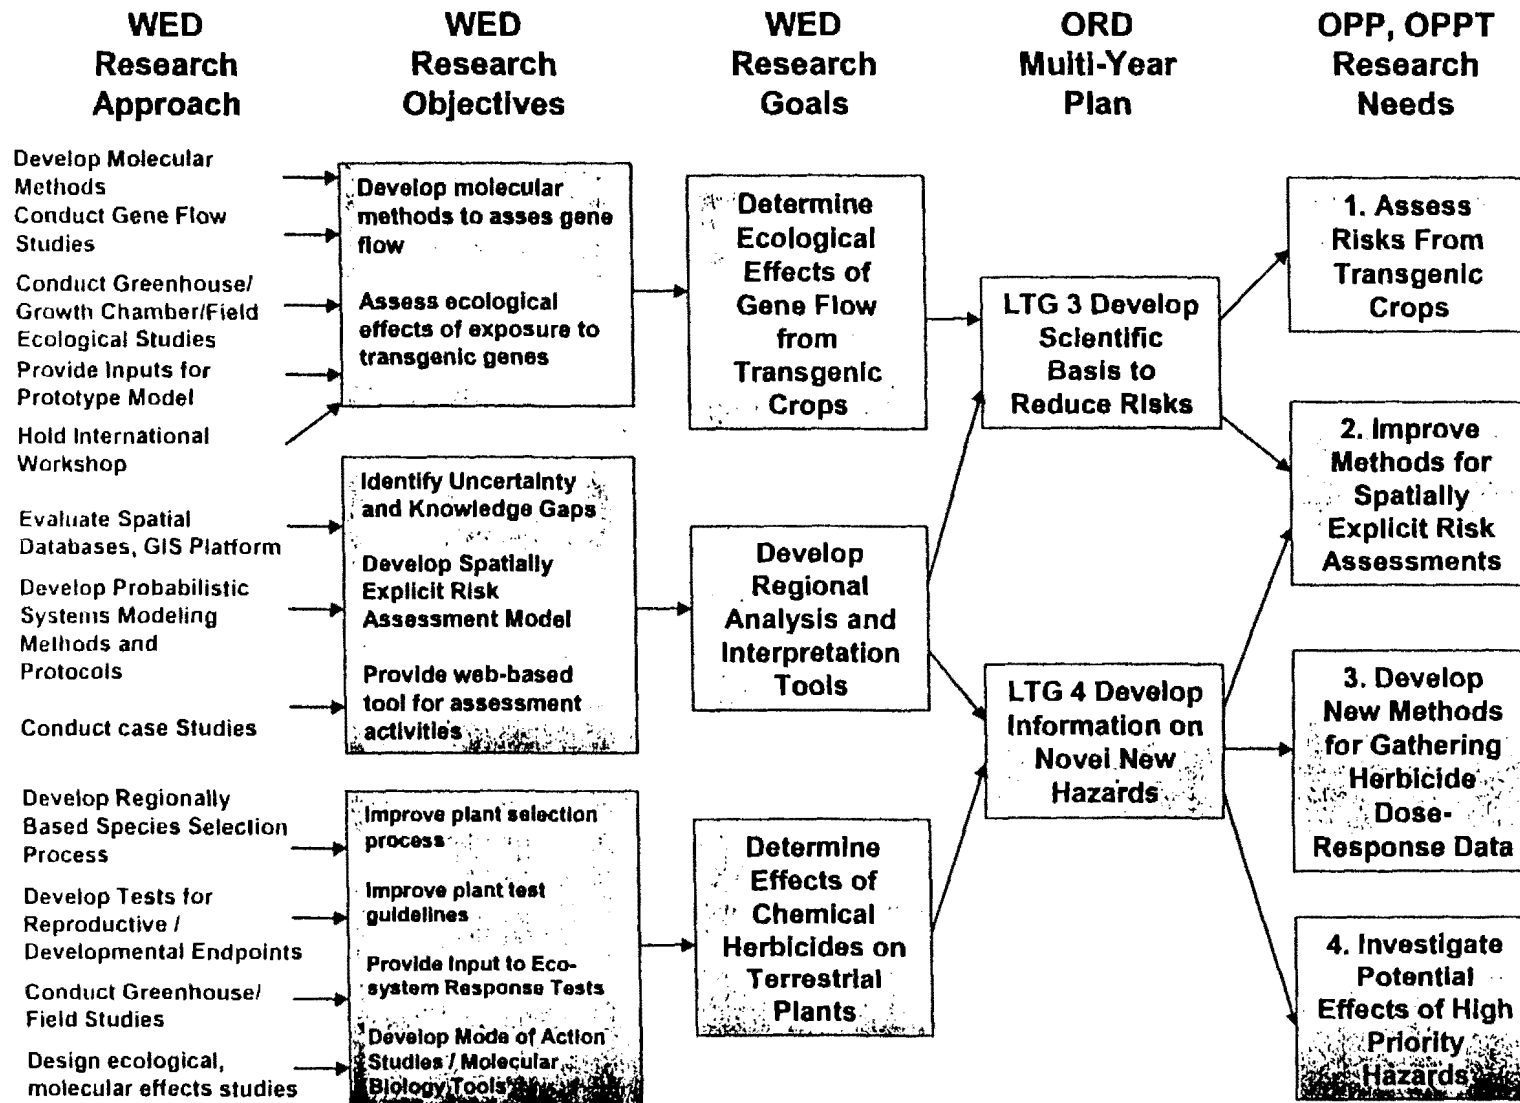 WED
Research
Approach
WED
Research
Objectives
WED
Research
Goals
ORD
Multi-Year
Plan
OPP, OPPT
Research
Needs
Develop Molecular
Methods
Conduct Gene Flow
Studies
Conduct Greenhouse/
Growth Chamber/Field
Ecological Studies
Provide Inputs for
Prototype Model
Hold International
Workshop
Evaluate Spatial
Databases, GIS Platform
Develop Probabilistic
Systems Modeling
Methods and
Protocols
Conduct case Studies
Develop Regionally
Based Species Selection
Process
Develop Tests for
Reproductive /
Developmental Endpoints
Conduct Greenhouse/
Field Studies
Design ecological,
molecular effects studies
Develop molecular
methods to asses gene
flow
Assess ecological
effects of exposure to
transgenic genes
Identify Uncertainty
and Knowledge Gaps
Develop Spatially
Explicit Risk
Assessment Model
Provide web-based
tool for assessment
activities
Improve plant selection
process
Improve plant test
guidelines
Provide Input to Eco-
system Response Tests
Develop Mode of Action
Studies / Molecular
Biology Tools
Determine
Ecological
Effects of
Gene Flow
from
Transgenic
Crops
Develop
Regional
Analysis and
Interpretation
Tools
Determine
Effects of
Chemical
Herbicides on
Terrestrial
Plants
LTG 3 Develop
Scientific
Basis to
Reduce Risks
LTG 4 Develop
Information on
Novel New
Hazards
1. Assess
Risks From
Transgenic
Crops
2. Improve
Methods for
Spatially
Explicit Risk
Assessments
3. Develop
New Methods
for Gathering
Herbicide
Dose-
Response Data
4. Investigate
Potential
Effects of High
Priority
Hazards